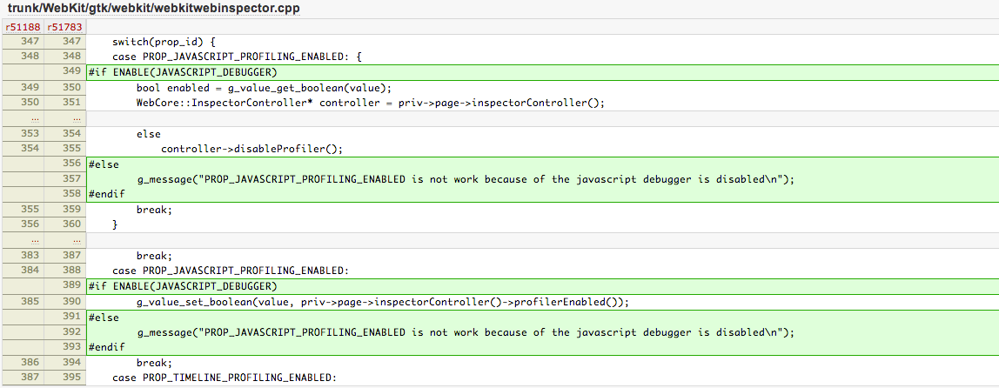 trunk/WebKit/gtk/webkit/webkitwebinspector.cpp
r51188 r51783
347 347 switch(prop_id) {
348 348 case PROP_JAVASCRIPT_PROFILING_ENABLED: {
349 #if ENABLE(JAVASCRIPT_DEBUGGER)
349 350 bool enabled = g_value_get_boolean(value);
350 351 WebCore::InspectorController* controller = priv->page->inspectorController();
... ...
353 354 else
354 355 controller->disableProfiler();
356 #else
357 g_message("PROP_JAVASCRIPT_PROFILING_ENABLED is not work because of the javascript debugger is disabled\n");
358 #endif
355 359 break;
356 360 }
... ...
383 387 break;
384 388 case PROP_JAVASCRIPT_PROFILING_ENABLED:
389 #if ENABLE(JAVASCRIPT_DEBUGGER)
385 390 g_value_set_boolean(value, priv->page->inspectorController()->profilerEnabled());
391 #else
392 g_message("PROP_JAVASCRIPT_PROFILING_ENABLED is not work because of the javascript debugger is disabled\n");
393 #endif
386 394 break;
387 395 case PROP_TIMELINE_PROFILING_ENABLED: